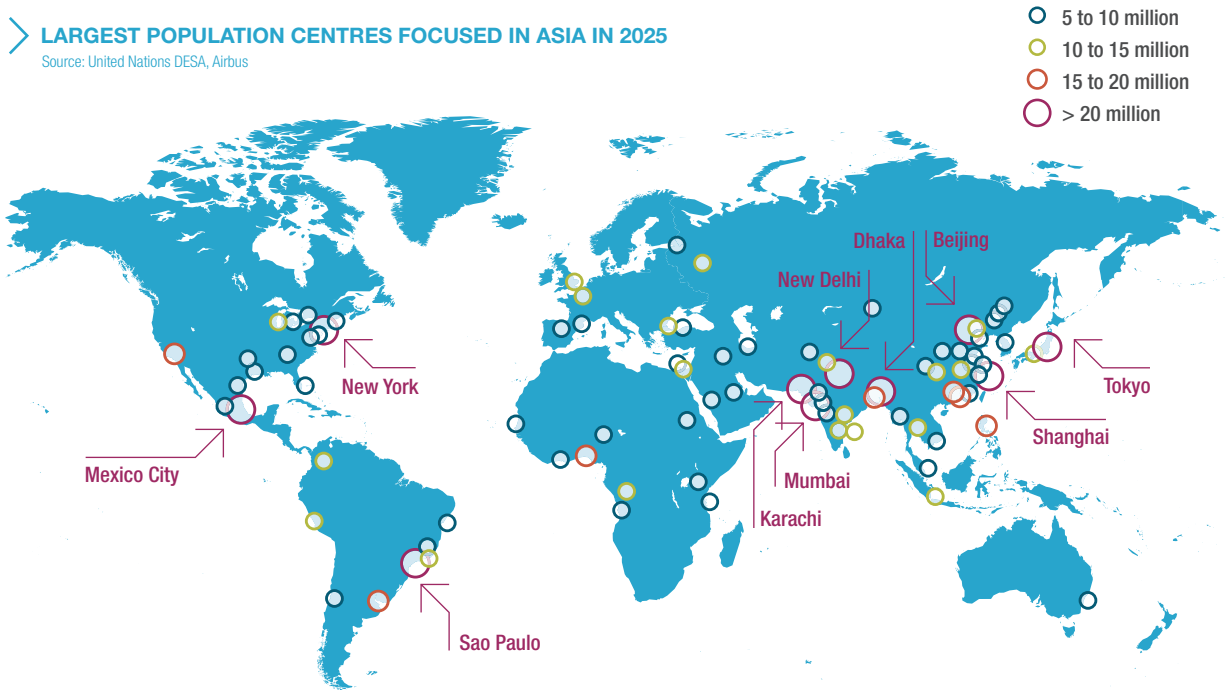 LARGEST POPULATION CENTRES FOCUSED IN ASIA IN 2025
Source: United Nations DESA, Airbus
5 to 10 million
10 to 15 million
15 to 20 million
> 20 million
Dhaka
Beijing
New Delhi
New York
Tokyo
Shanghai
Mexico City
Mumbai
Karachi
Sao Paulo